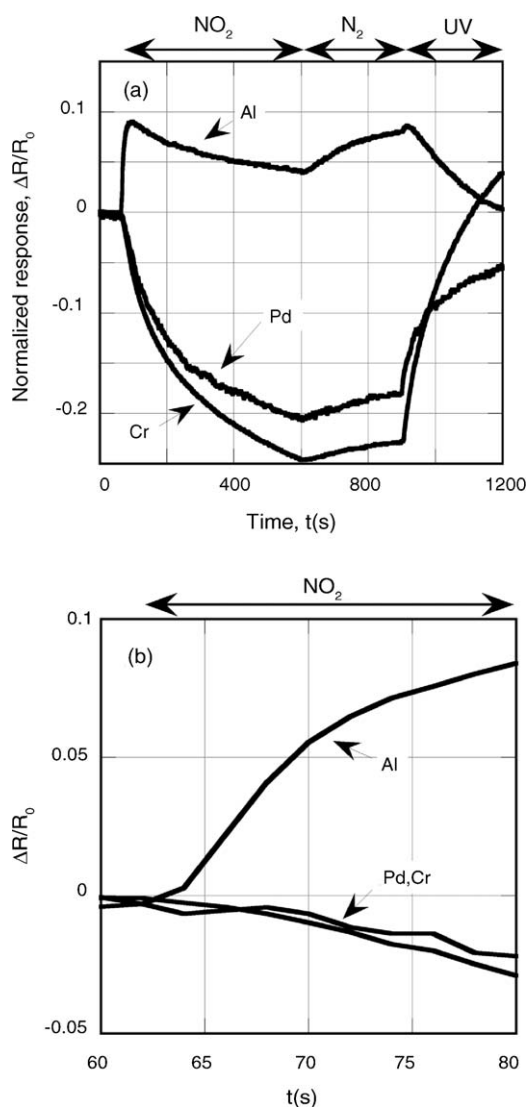 NO₂ N₂ UV
(a)
Al
Pd
Cr
0.1
0
-0.1
-0.2
Normalized response, ΔR/R₀
0 400 800 1200
Time, t(s)
NO₂
(b)
Al
Pd,Cr
0.1
0.05
0
-0.05
ΔR/R₀
60 65 70 75 80
t(s)